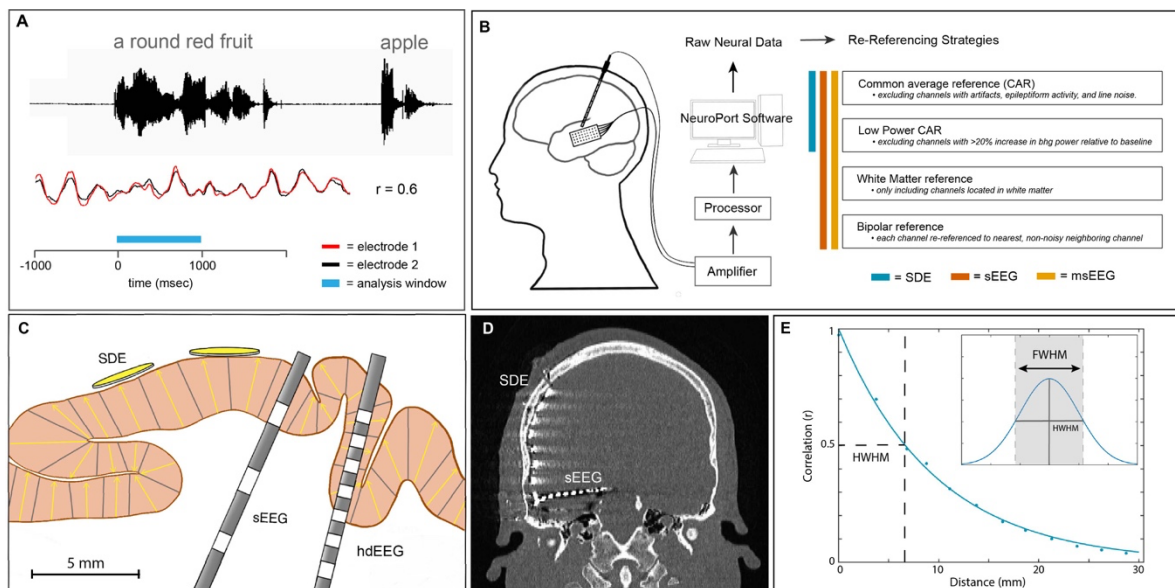 A
a round red fruit
apple
r = 0.6
-1000
0
1000
time (msec)
= electrode 1
= electrode 2
= analysis window
B
Raw Neural Data
Re-Referencing Strategies
NeuroPort Software
Processor
Amplifier
Common average reference (CAR)
• excluding channels with artifacts, epileptiform activity, and line noise.
Low Power CAR
• excluding channels with >20% increase in bhg power relative to baseline
White Matter reference
• only including channels located in white matter
Bipolar reference
• each channel re-referenced to nearest, non-noisy neighboring channel
= SDE
= sEEG
= msEEG
C
SDE
sEEG
hdEEG
5 mm
D
SDE
sEEG
E
1
0.5
0
Correlation (r)
HWHM
FWHM
HWHM
0
5
10
15
20
25
30
Distance (mm)